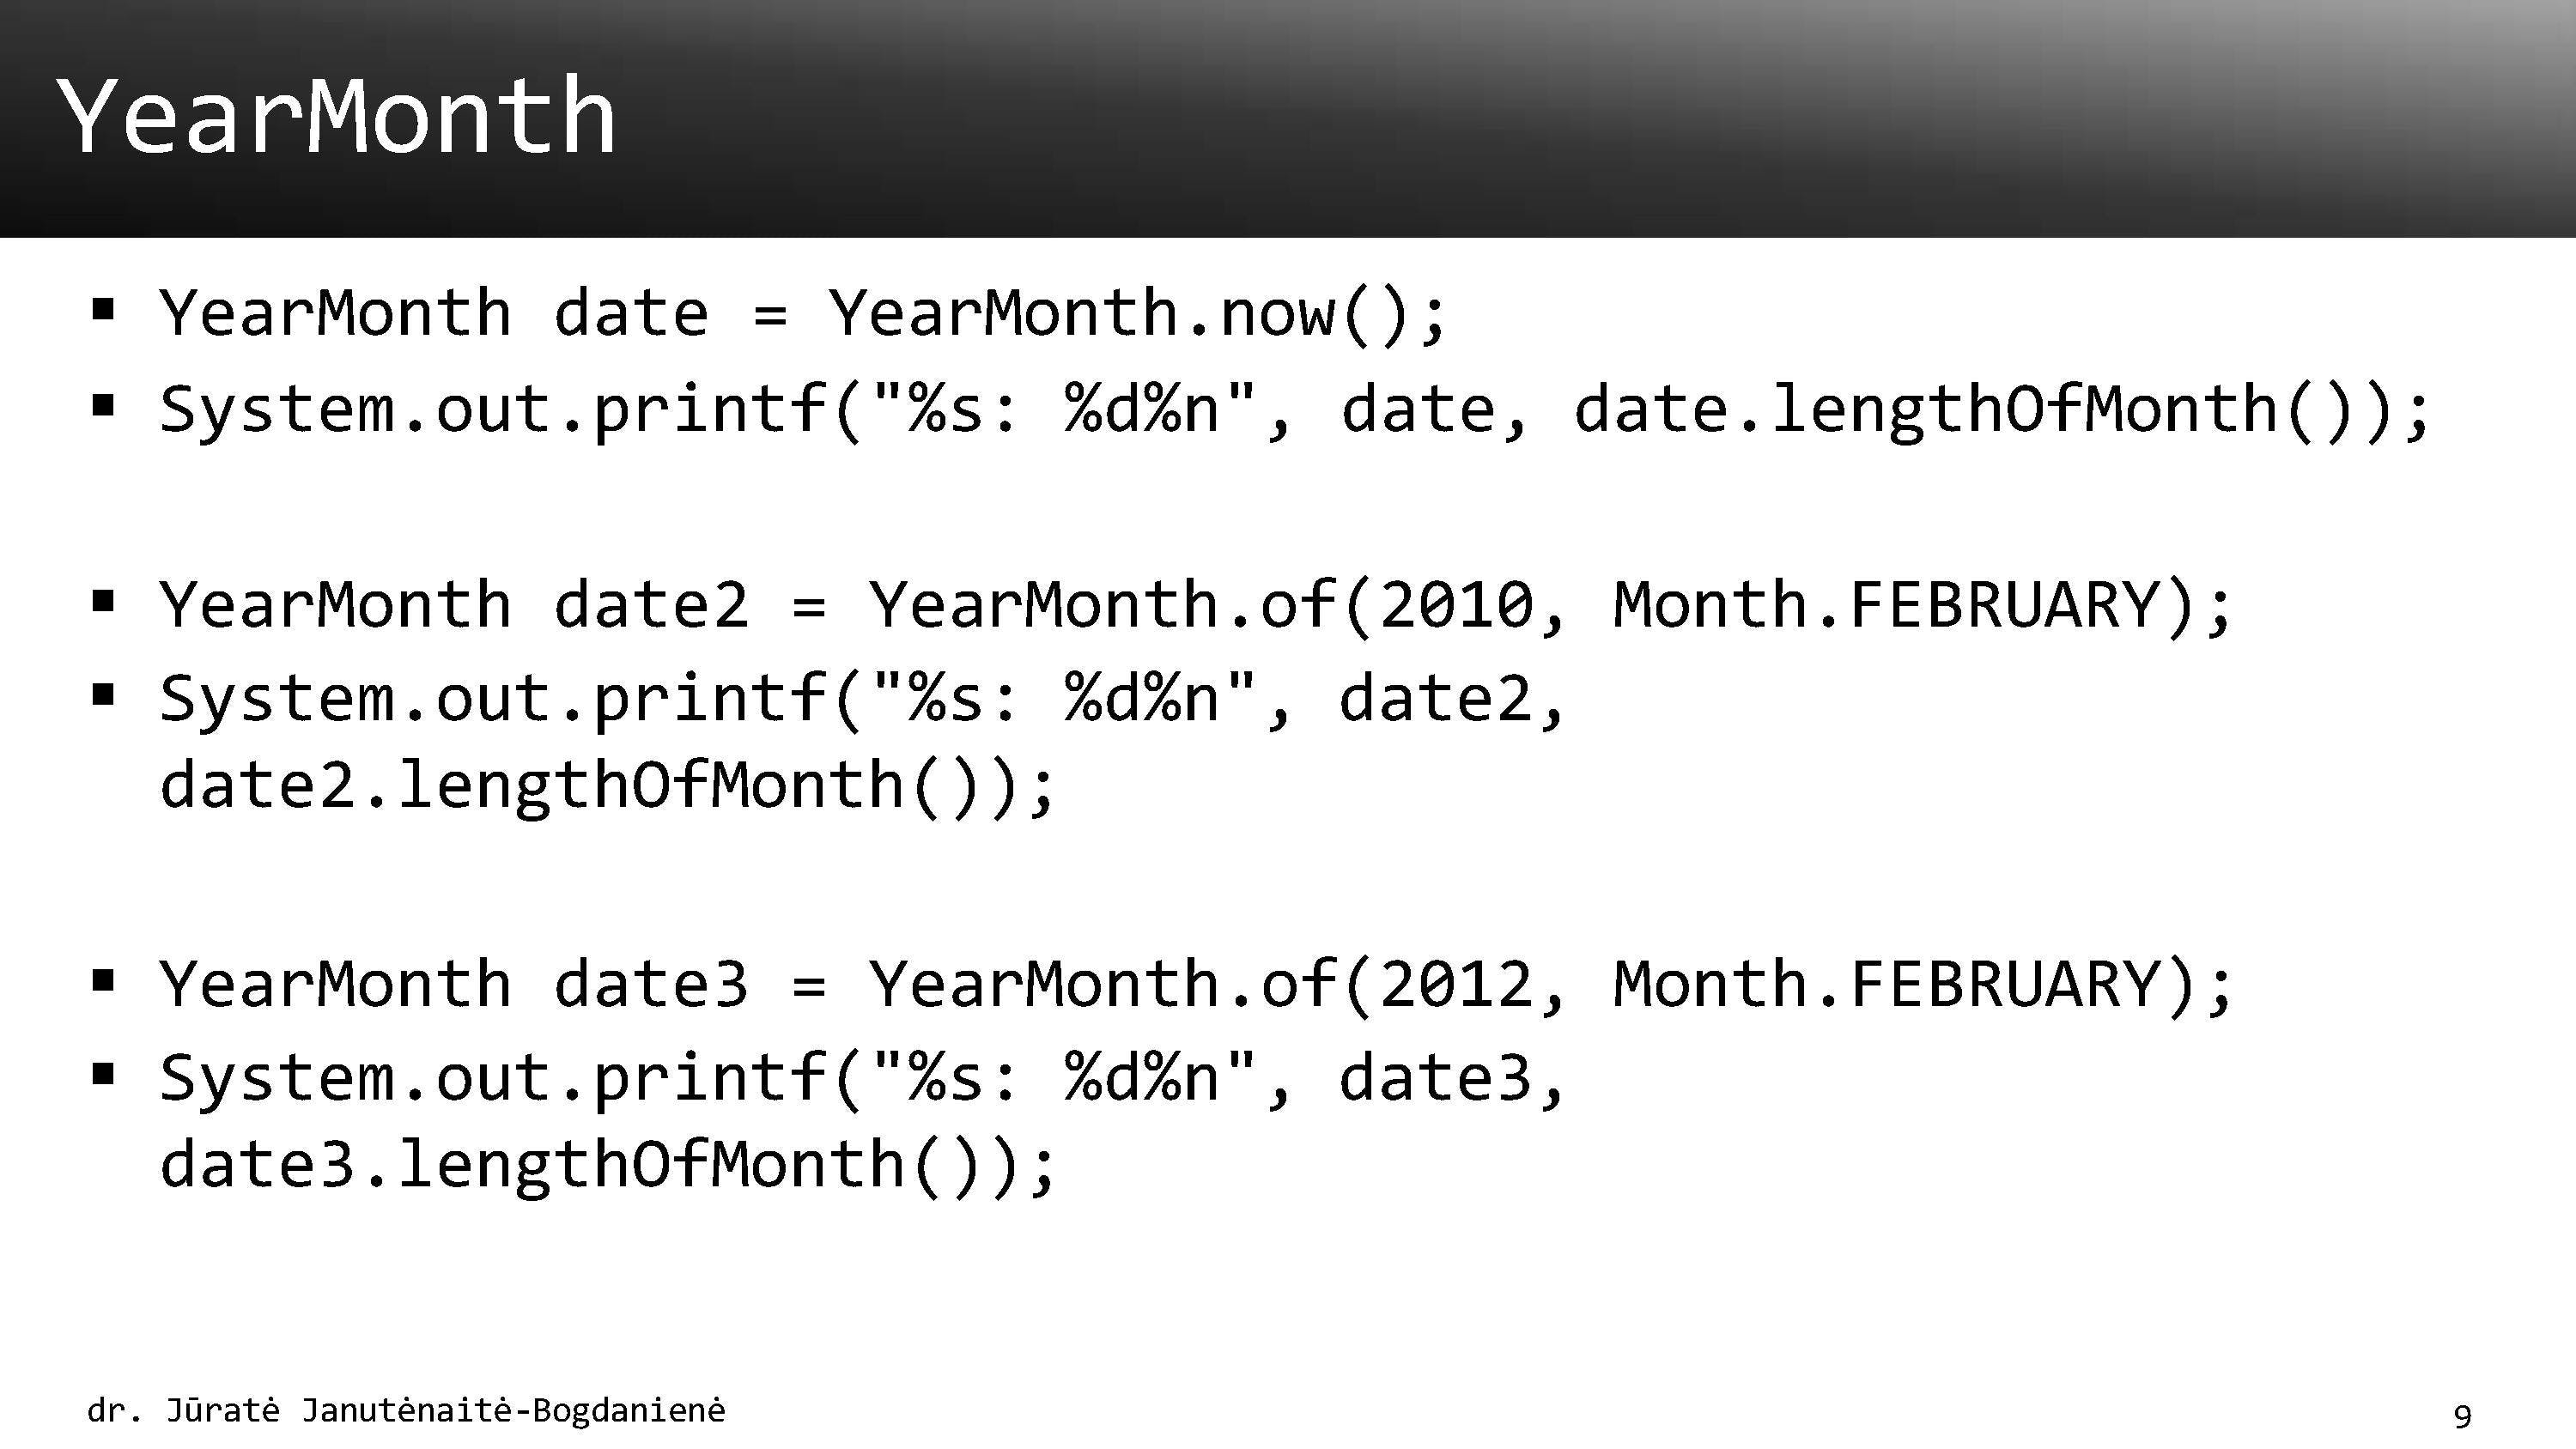 YearMonth
▪ YearMonth date = YearMonth.now();
▪ System.out.printf("%s: %d%n", date, date.lengthOfMonth());
▪ YearMonth date2 = YearMonth.of(2010, Month.FEBRUARY);
▪ System.out.printf("%s: %d%n", date2,
date2.lengthOfMonth());
▪ YearMonth date3 = YearMonth.of(2012, Month.FEBRUARY);
▪ System.out.printf("%s: %d%n", date3,
date3.lengthOfMonth());
dr. Jūratė Janutėnaitė-Bogdanienė
9